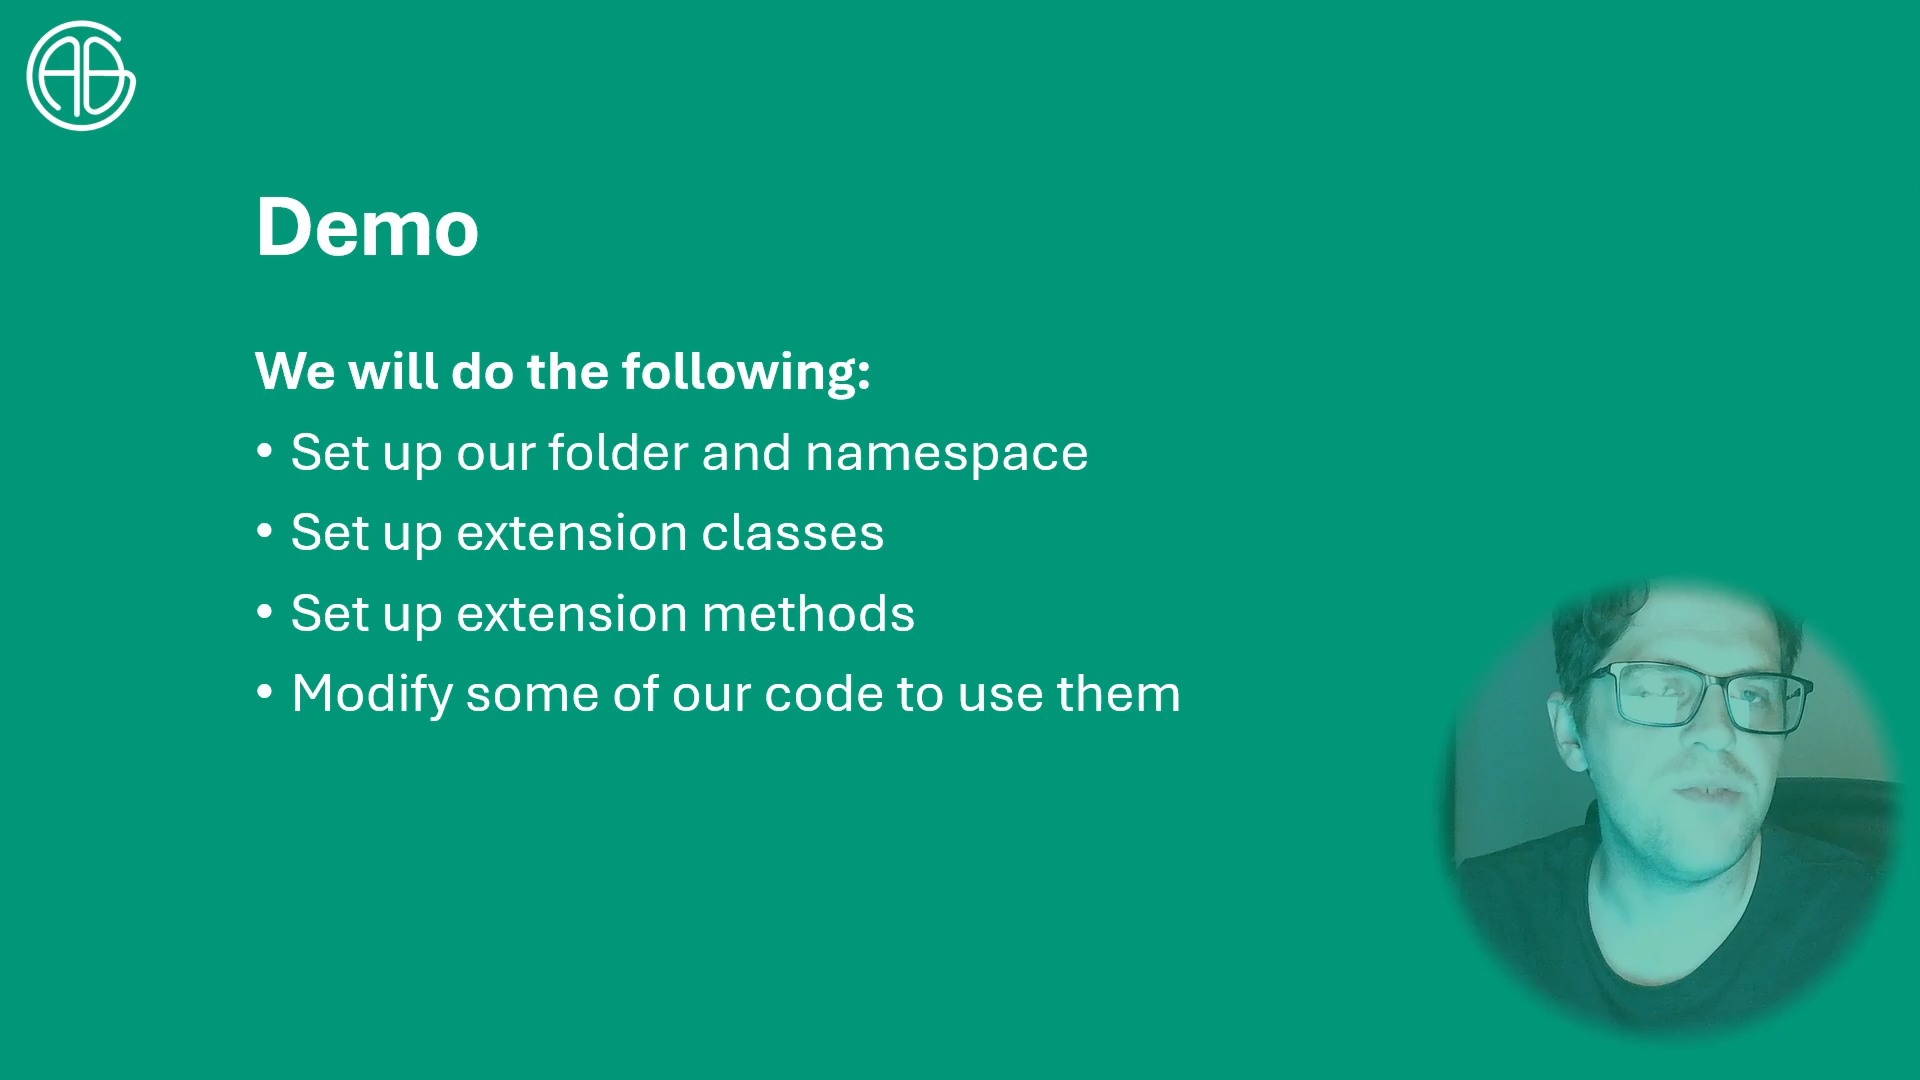 Demo
We will do the following:
• Set up our folder and namespace
• Set up extension classes
• Set up extension methods
• Modify some of our code to use them